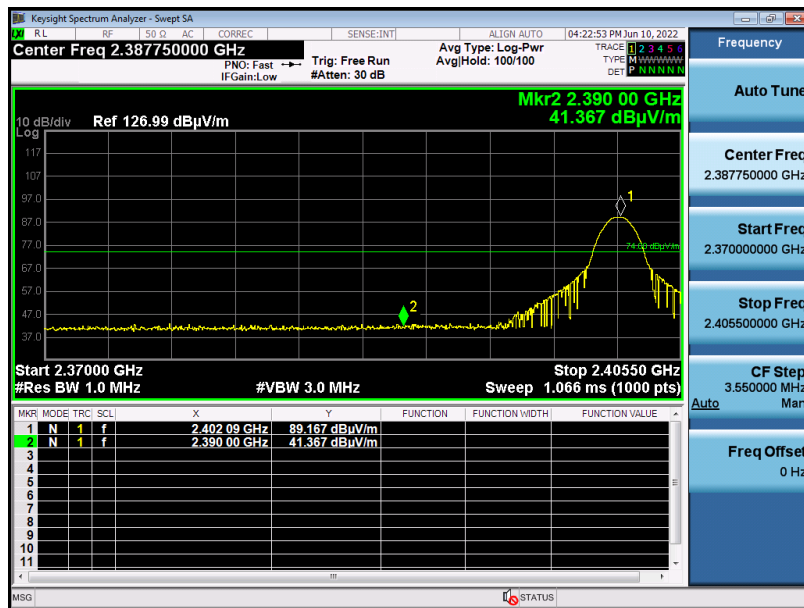 Keysight Spectrum Analyzer - Swept SA
LXI RL RF 50 Ω AC CORREC SENSE:INT ALIGN AUTO 04:22:53 PM Jun 10, 2022
Center Freq 2.387750000 GHz
PNO: Fast
IFGain:Low
Trig: Free Run
#Atten: 30 dB
Avg Type: Log-Pwr
Avg|Hold: 100/100
TRACE 1 2 3 4 5 6
TYPE M W W W W W
DET P N N N N N
Mkr2 2.390 00 GHz
41.367 dBµV/m
10 dB/div Ref 126.99 dBµV/m
Log
117
107
97.0
87.0
77.0
67.0
57.0
47.0
37.0
1
74.00 dBµV/m
2
Start 2.37000 GHz Stop 2.40550 GHz
#Res BW 1.0 MHz #VBW 3.0 MHz Sweep 1.066 ms (1000 pts)
MKR MODE TRC SCL X Y FUNCTION FUNCTION WIDTH FUNCTION VALUE
1 N 1 f 2.402 09 GHz 89.167 dBµV/m
2 N 1 f 2.390 00 GHz 41.367 dBµV/m
3
4
5
6
7
8
9
10
11
MSG STATUS
Frequency
Auto Tune
Center Freq
2.387750000 GHz
Start Freq
2.370000000 GHz
Stop Freq
2.405500000 GHz
CF Step
3.550000 MHz
Auto Man
Freq Offset
0 Hz